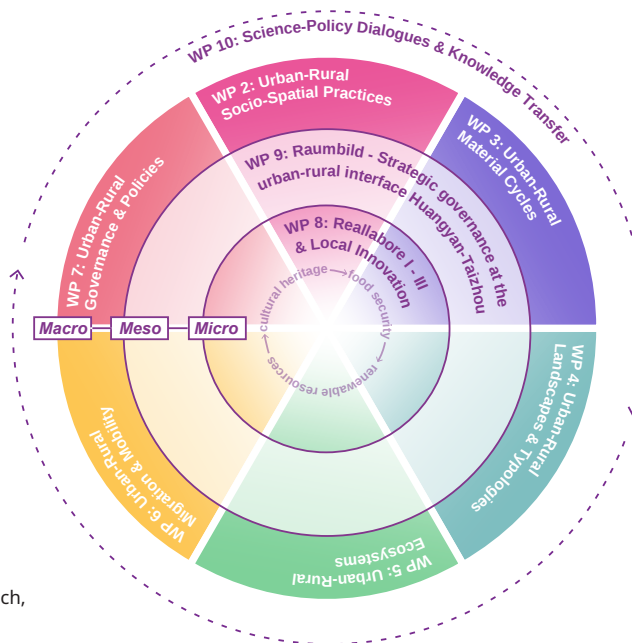 WP 10: Science-Policy Dialogues & Knowledge Transfer
WP 2: Urban-Rural
Socio-Spatial Practices
WP 3: Urban-Rural
Material Cycles
WP 9: Raumbild - Strategic governance at the
urban-rural interface Huangyan-Taizhou
WP 7: Urban-Rural
Governance & Policies
WP 8: Reallabore I - III
& Local Innovation
cultural heritage
food security
renewable resources
Macro
Meso
Micro
WP 4: Urban-Rural
Landscapes & Typologies
WP 6: Urban-Rural
Migration & Mobility
WP 5: Urban-Rural
Ecosystems
ch,